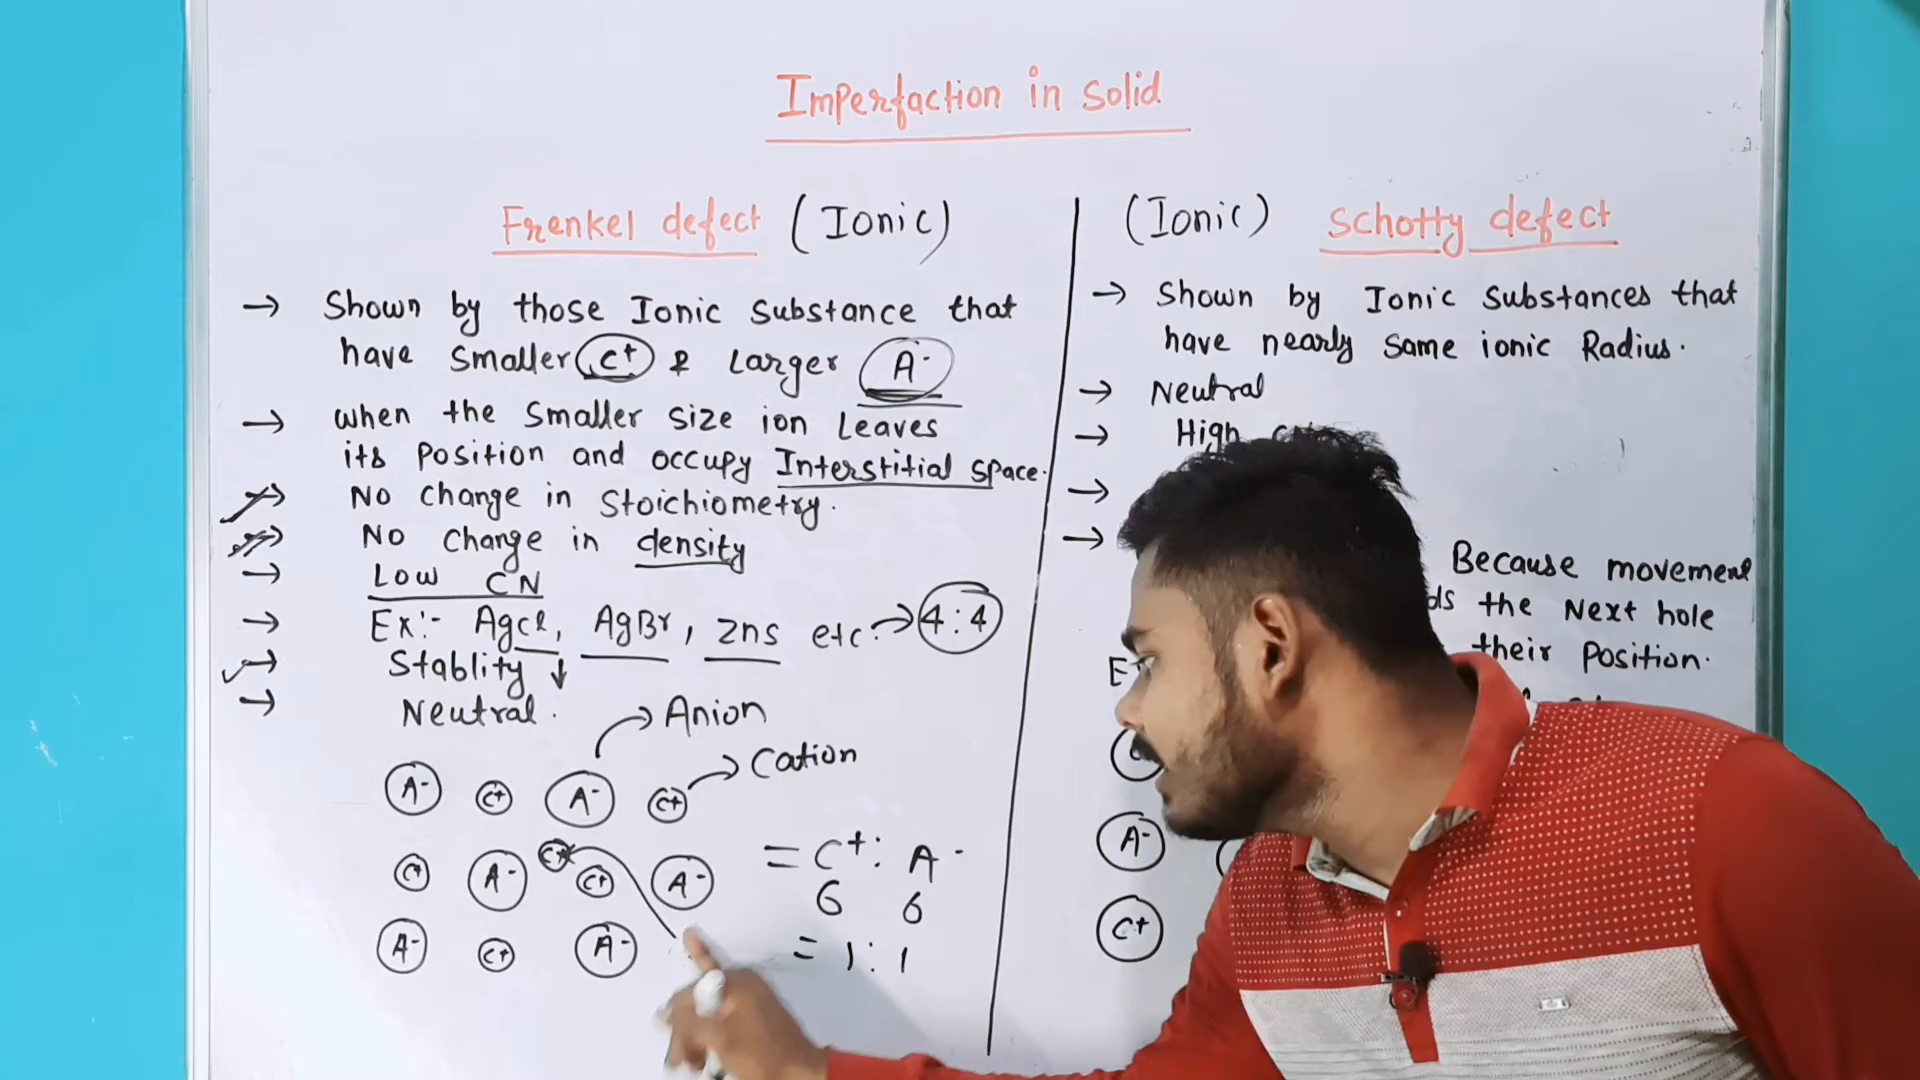 Imperfaction in solid
Frenkel defect (Ionic)
→ Shown by those Ionic Substance that
have smaller C+ & Larger A-
→ when the Smaller size ion Leaves
its position and occupy Interstitial space.
→ No change in Stoichiometry.
→ No change in density
→ Low CN
→ Ex:- Agcl, AgBr, Zns etc. → 4:4
→ Stablity ↓
→ Neutral.
→ Anion
→ Cation
A- C+ A- C+
C+ A- C+ C+ A-
A- C+ A-
= C+ : A-
6 6
= 1 : 1
(Ionic) Schotty defect
→ Shown by Ionic Substances that
have nearly same ionic Radius.
→ Neutral
→ High
→
→
Because movement
the Next hole
their position.
A-
C+